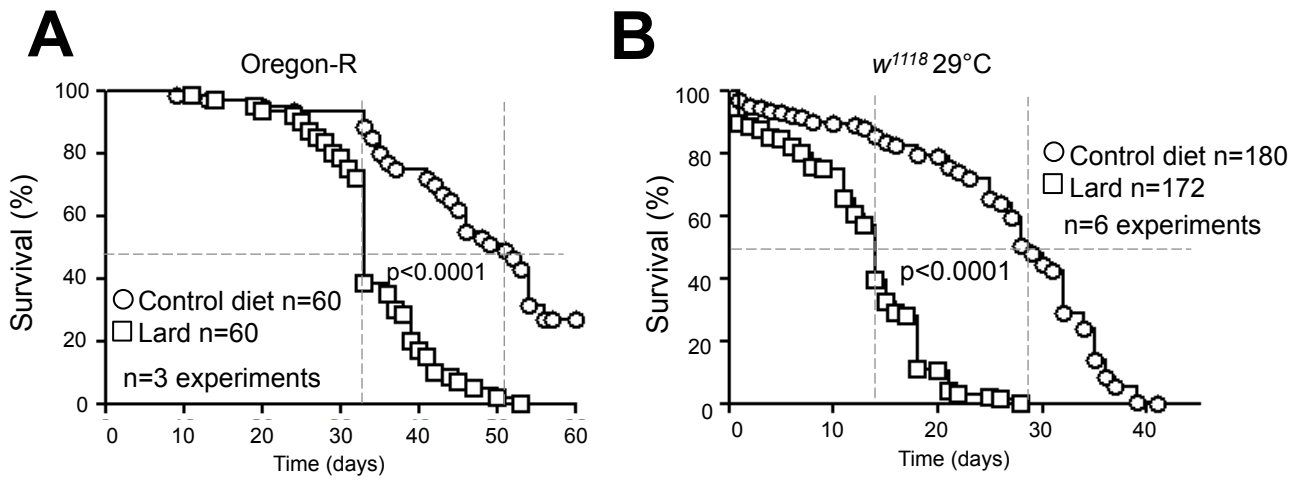 A
Oregon-R
Survival (%)
100
80
60
40
20
0
p<0.0001
Control diet n=60
Lard n=60
n=3 experiments
0 10 20 30 40 50 60
Time (days)
B
w1118 29°C
Survival (%)
100
80
60
40
20
0
Control diet n=180
Lard n=172
n=6 experiments
p<0.0001
0 10 20 30 40
Time (days)